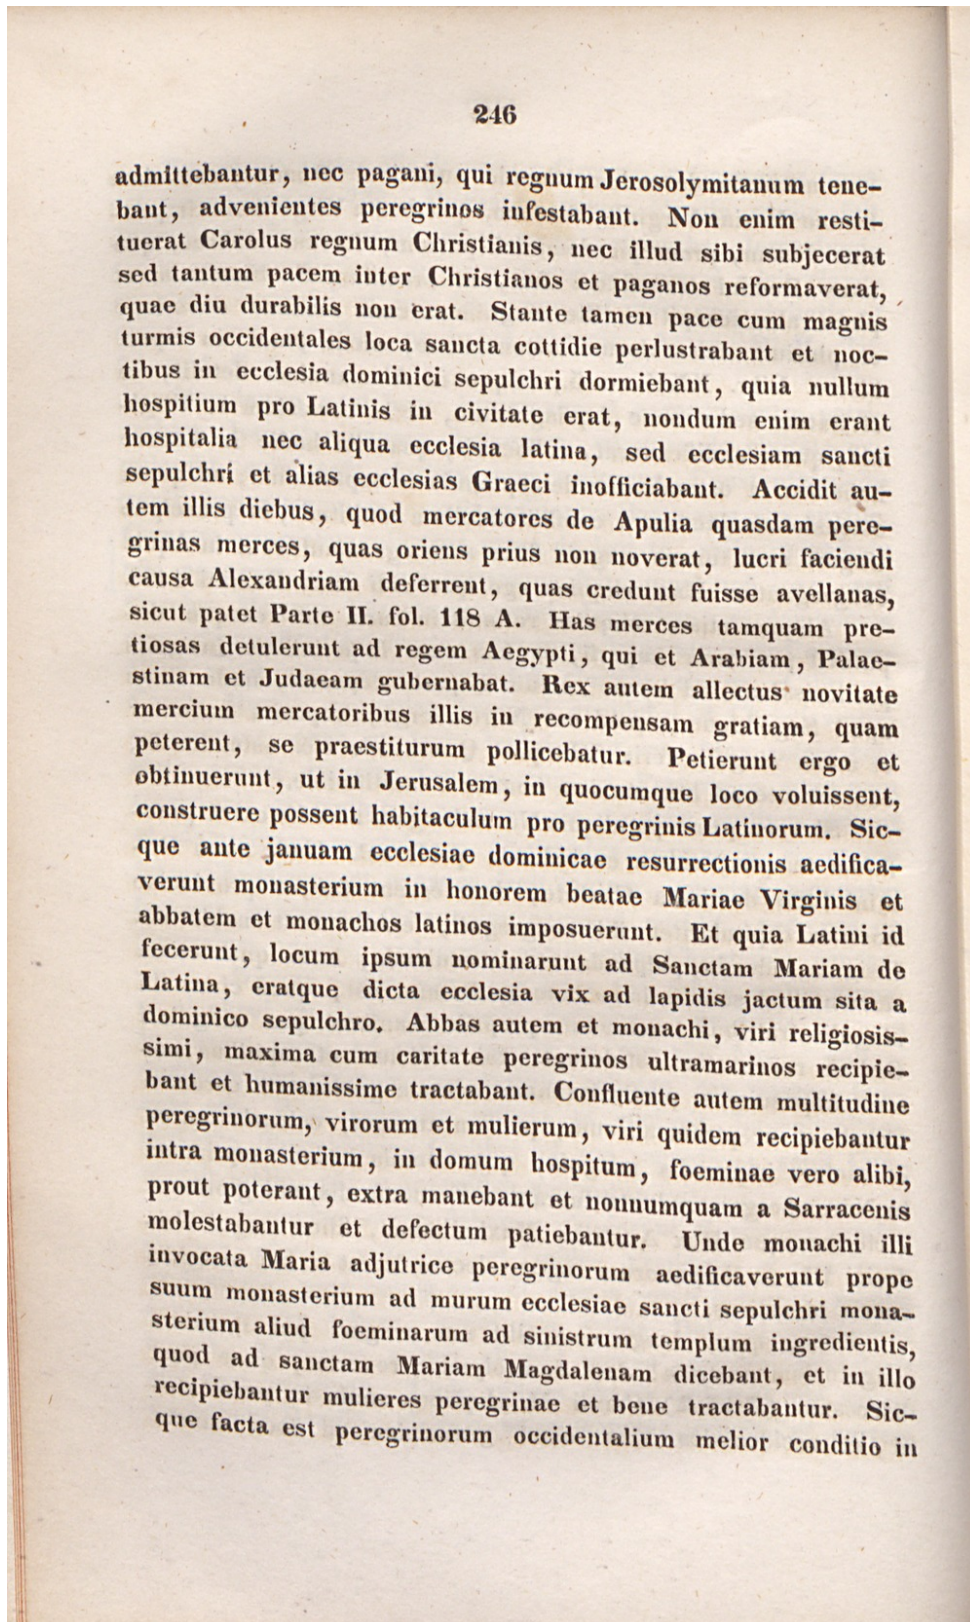 246
admittebantur, nec pagani, qui regnum Jerosolymitanum tene-
bant, advenientes peregrinos infestabant. Non enim resti-
tuerat Carolus regnum Christianis, nec illud sibi subjecerat
sed tantum pacem inter Christianos et paganos reformaverat,
quae diu durabilis non erat. Stante tamen pace cum magnis
turmis occidentales loca sancta cottidie perlustrabant et noc-
tibus in ecclesia dominici sepulchri dormiebant, quia nullum
hospitium pro Latinis in civitate erat, nondum enim erant
hospitalia nec aliqua ecclesia latina, sed ecclesiam sancti
sepulchri et alias ecclesias Graeci inofficiabant. Accidit au-
tem illis diebus, quod mercatores de Apulia quasdam pere-
grinas merces, quas oriens prius non noverat, lucri faciendi
causa Alexandriam deferrent, quas credunt fuisse avellanas,
sicut patet Parte II. fol. 118 A. Has merces tamquam pre-
tiosas detulerunt ad regem Aegypti, qui et Arabiam, Palae-
stinam et Judaeam gubernabat. Rex autem allectus novitate
mercium mercatoribus illis in recompensam gratiam, quam
peterent, se praestiturum pollicebatur. Petierunt ergo et
obtinuerunt, ut in Jerusalem, in quocumque loco voluissent,
construere possent habitaculum pro peregrinis Latinorum. Sic-
que ante januam ecclesiae dominicae resurrectionis aedifica-
verunt monasterium in honorem beatae Mariae Virginis et
abbatem et monachos latinos imposuerunt. Et quia Latini id
fecerunt, locum ipsum nominarunt ad Sanctam Mariam de
Latina, eratque dicta ecclesia vix ad lapidis jactum sita a
dominico sepulchro. Abbas autem et monachi, viri religiosis-
simi, maxima cum caritate peregrinos ultramarinos recipie-
bant et humanissime tractabant. Confluente autem multitudine
peregrinorum, virorum et mulierum, viri quidem recipiebantur
intra monasterium, in domum hospitum, foeminae vero alibi,
prout poterant, extra manebant et nonnumquam a Sarracenis
molestabantur et defectum patiebantur. Unde monachi illi
invocata Maria adjutrice peregrinorum aedificaverunt prope
suum monasterium ad murum ecclesiae sancti sepulchri mona-
sterium aliud foeminarum ad sinistrum templum ingredientis,
quod ad sanctam Mariam Magdalenam dicebant, et in illo
recipiebantur mulieres peregrinae et bene tractabantur. Sic-
que facta est peregrinorum occidentalium melior conditio in